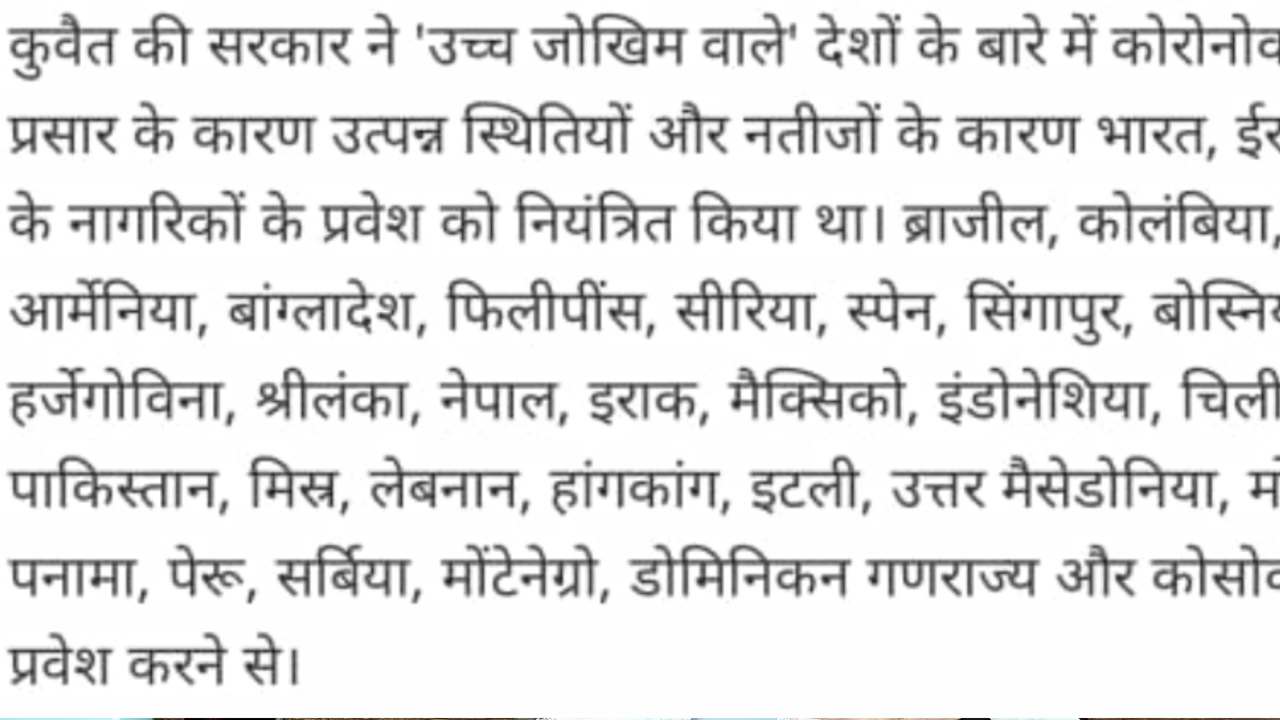 कुवैत की सरकार ने 'उच्च जोखिम वाले' देशों के बारे में
प्रसार के कारण उत्पन्न स्थितियों और नतीजों के कारण भारत,
के नागरिकों के प्रवेश को नियंत्रित किया था। ब्राजील, कोलंबिया,
आर्मेनिया, बांग्लादेश, फिलीपींस, सीरिया, स्पेन, सिंगापुर,
हर्जेगोविना, श्रीलंका, नेपाल, इराक, मैक्सिको, इंडोनेशिया, चिली
पाकिस्तान, मिस्र, लेबनान, हांगकांग, इटली, उत्तर मैसेडोनिया,
पनामा, पेरू, सर्बिया, मोंटेनेग्रो, डोमिनिकन गणराज्य और
प्रवेश करने से।